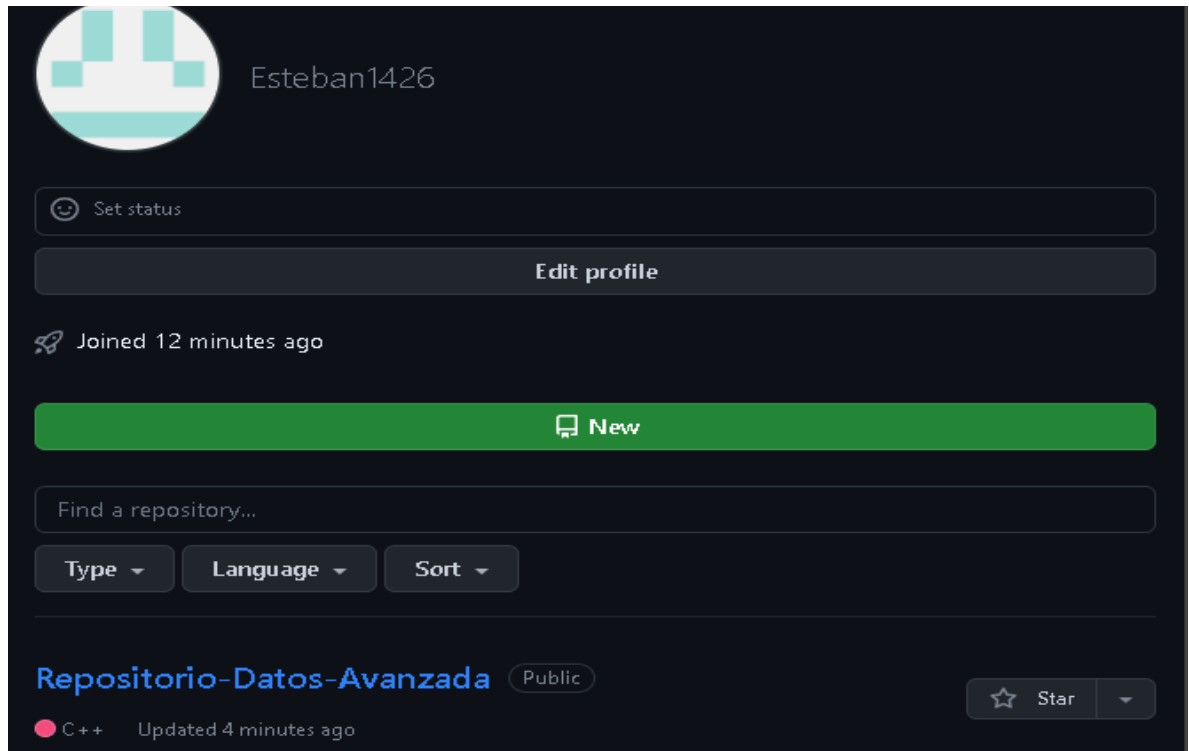 Esteban1426
Set status
Edit profile
Joined 12 minutes ago
New
Find a repository...
Type Language Sort
Repositorio-Datos-Avanzada Public
Star
C++ Updated 4 minutes ago